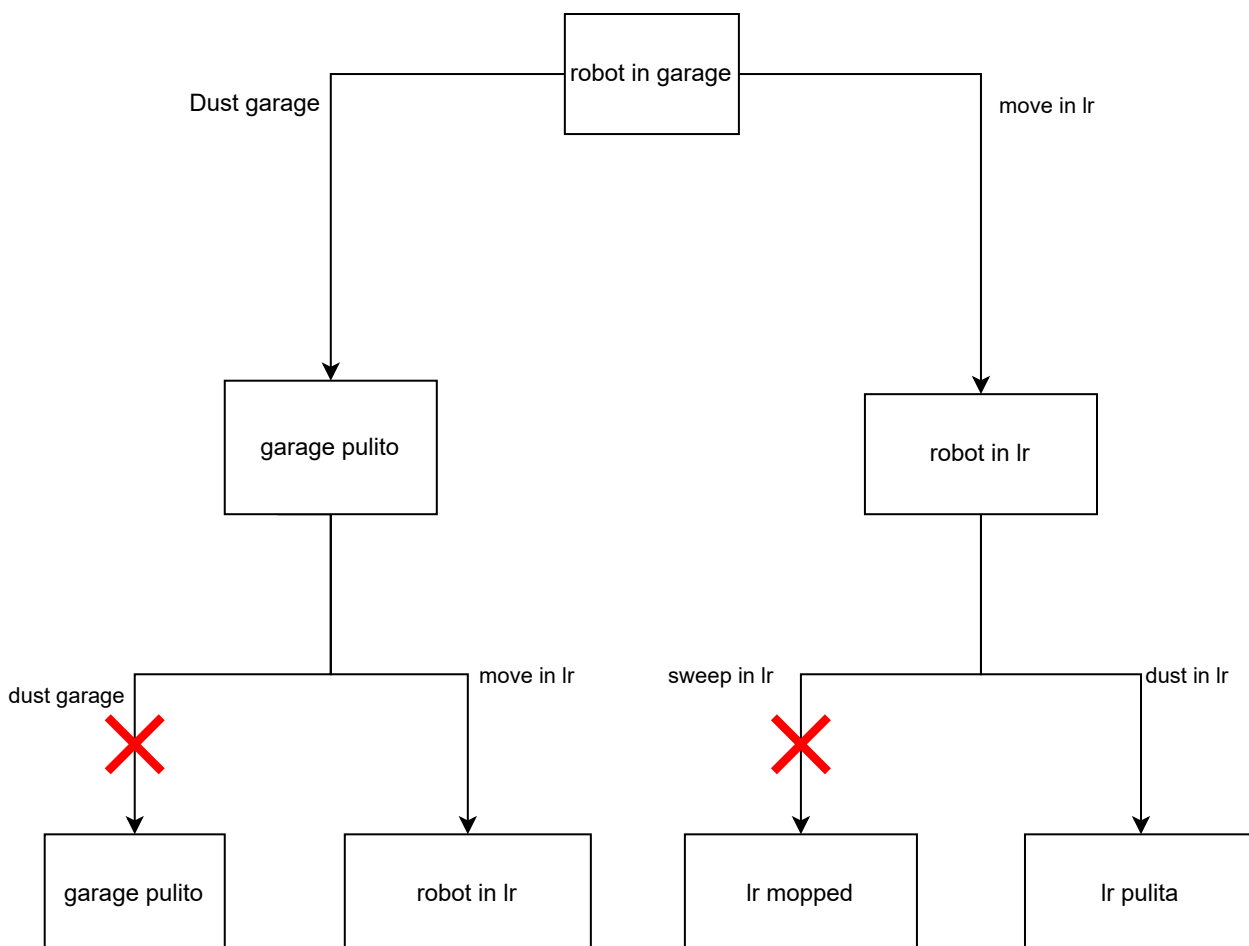 robot in garage
Dust garage
move in lr
garage pulito
robot in lr
dust garage
move in lr
sweep in lr
dust in lr
garage pulito
robot in lr
lr mopped
lr pulita